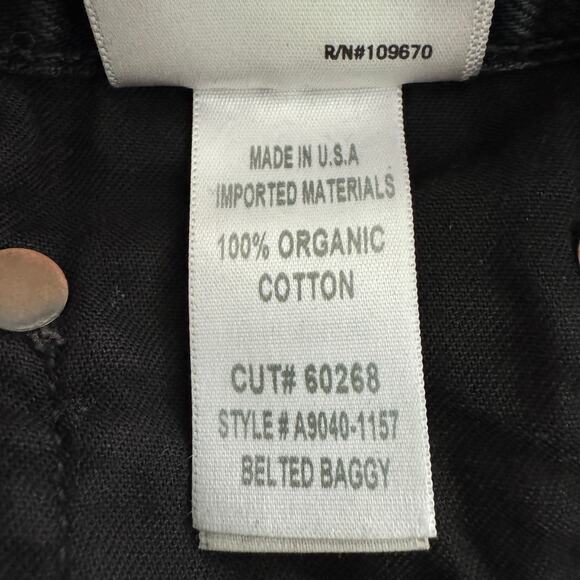 R/N#109670
MADE IN U.S.A
IMPORTED MATERIALS
100% ORGANIC
COTTON
CUT# 60268
STYLE # A9040-1157
BELTED BAGGY